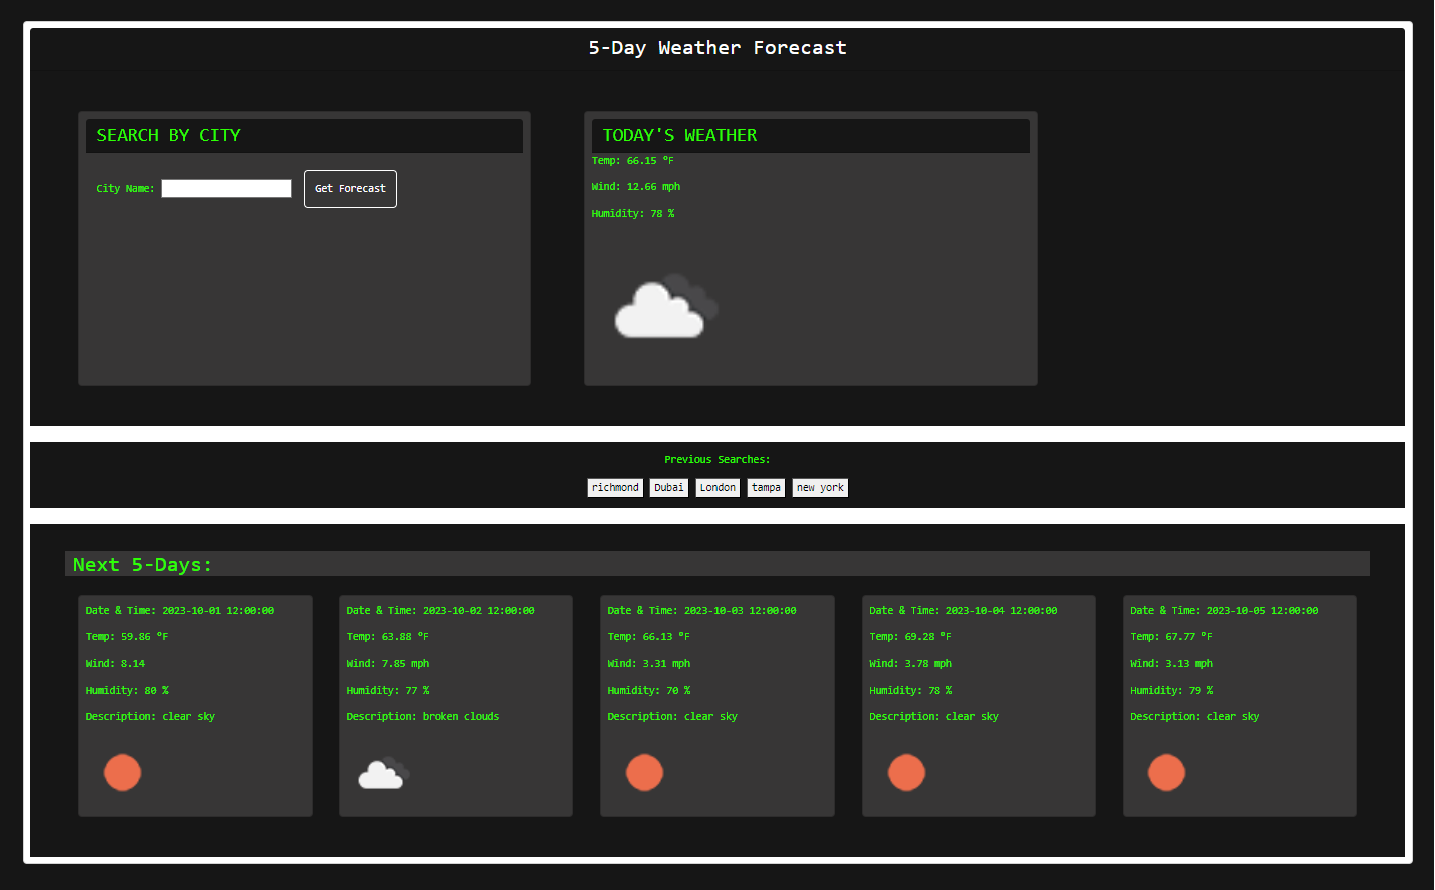 5-Day Weather Forecast
SEARCH BY CITY
City Name:
Get Forecast
TODAY'S WEATHER
Temp: 66.15 °F
Wind: 12.66 mph
Humidity: 78 %
Previous Searches:
richmond Dubai London tampa new york
Next 5-Days:
Date & Time: 2023-10-01 12:00:00
Temp: 59.86 °F
Wind: 8.14
Humidity: 80 %
Description: clear sky
Date & Time: 2023-10-02 12:00:00
Temp: 63.88 °F
Wind: 7.85 mph
Humidity: 77 %
Description: broken clouds
Date & Time: 2023-10-03 12:00:00
Temp: 66.13 °F
Wind: 3.31 mph
Humidity: 70 %
Description: clear sky
Date & Time: 2023-10-04 12:00:00
Temp: 69.28 °F
Wind: 3.78 mph
Humidity: 78 %
Description: clear sky
Date & Time: 2023-10-05 12:00:00
Temp: 67.77 °F
Wind: 3.13 mph
Humidity: 79 %
Description: clear sky